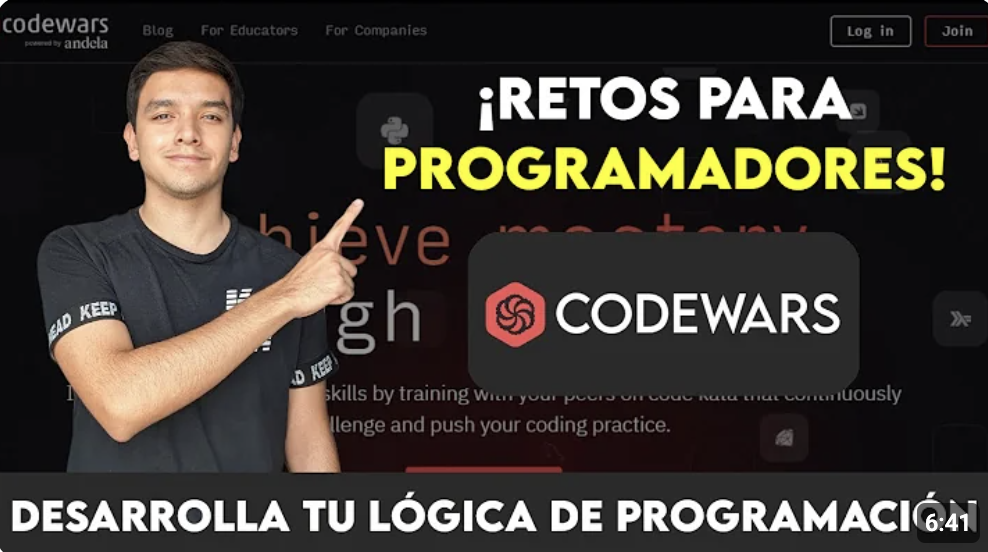 codewars
powered by andela
Blog For Educators For Companies
Log in Join
¡RETOS PARA
PROGRAMADORES!
CODEWARS
KEEP
KEEP
skills by training with your peers on code kata that continuously
and push your coding practice.
DESARROLLA TU LÓGICA DE PROGRAMACIÓN
6:41